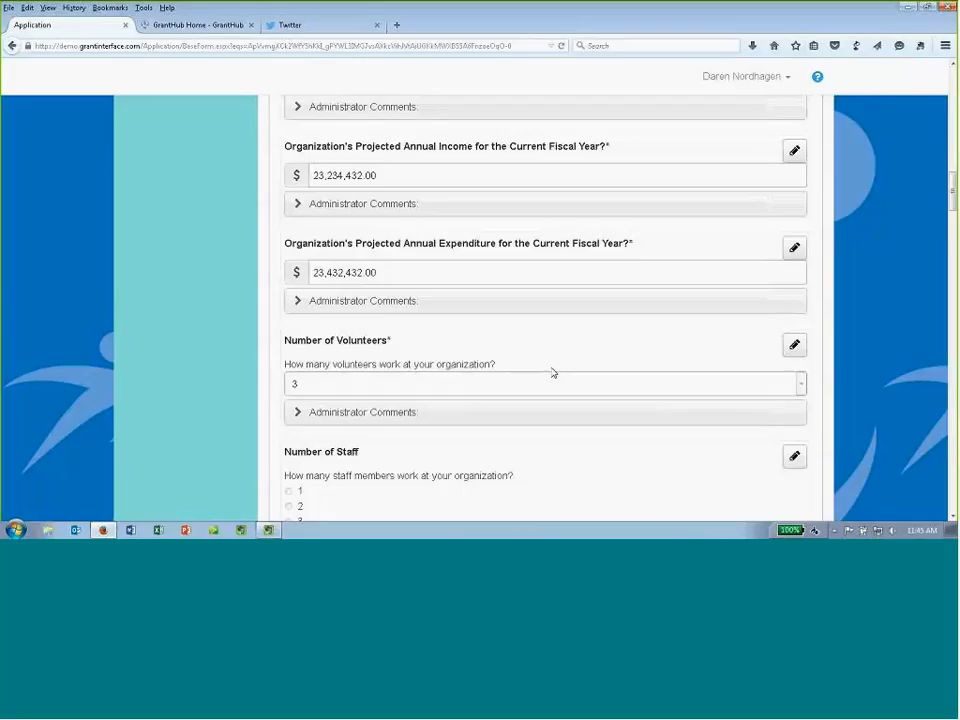 File Edit View History Bookmarks Tools Help
Application
GrantHub Home - GrantHub
Twitter
Search
Daren Nordhagen
Administrator Comments:
Organization's Projected Annual Income for the Current Fiscal Year?*
$ 23,234,432.00
Administrator Comments:
Organization's Projected Annual Expenditure for the Current Fiscal Year?*
$ 23,432,432.00
Administrator Comments:
Number of Volunteers*
How many volunteers work at your organization?
3
Administrator Comments:
Number of Staff
How many staff members work at your organization?
1
2
100%
11:45 AM